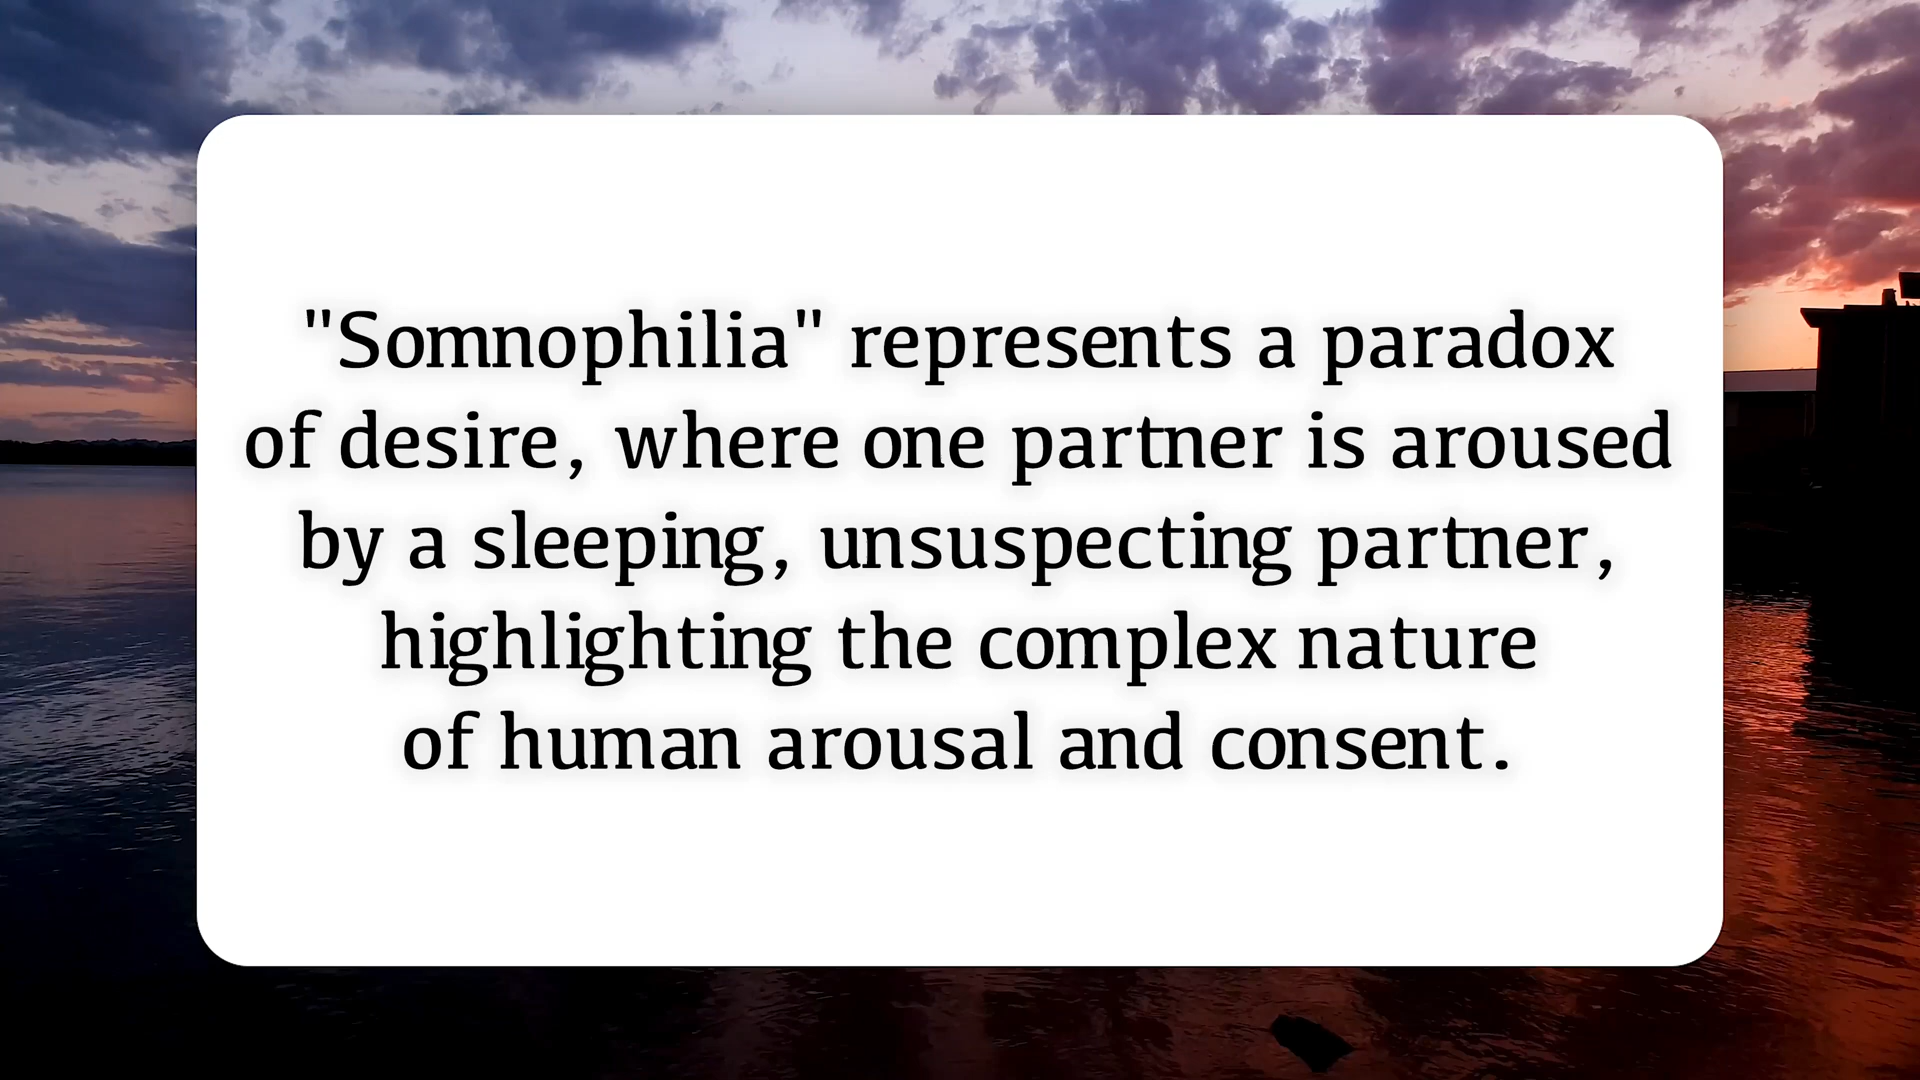 "Somnophilia" represents a paradox
of desire, where one partner is aroused
by a sleeping, unsuspecting partner,
highlighting the complex nature
of human arousal and consent.